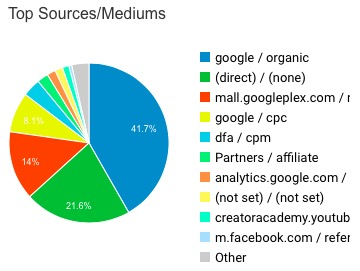 Top Sources/Mediums
google / organic
(direct) / (none)
mall.googleplex.com /
google / cpc
dfa / cpm
Partners / affiliate
analytics.google.com /
(not set) / (not set)
creatoracademy.youtub
m.facebook.com / refer
Other
41.7%
21.6%
14%
8.1%